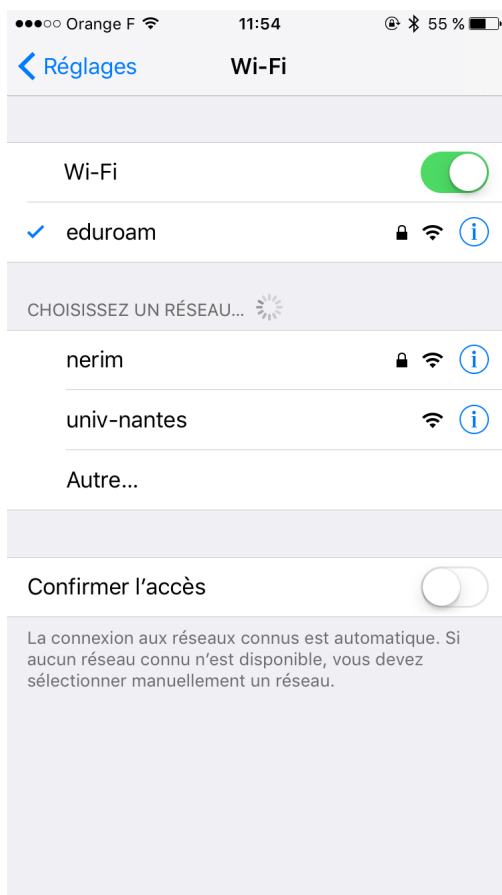 Orange F 11:54 55 %
Réglages Wi-Fi
Wi-Fi
eduroam
CHOISISSEZ UN RÉSEAU...
nerim
univ-nantes
Autre...
Confirmer l’accès
La connexion aux réseaux connus est automatique. Si
aucun réseau connu n’est disponible, vous devez
sélectionner manuellement un réseau.